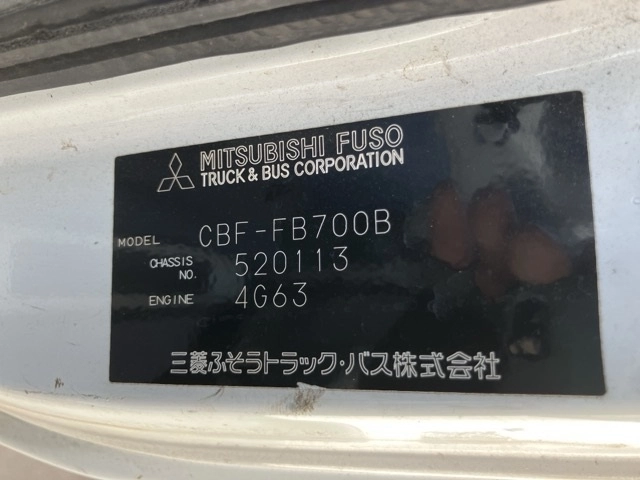 MITSUBISHI FUSO
TRUCK & BUS CORPORATION
MODEL CBF-FB700B
CHASSIS NO. 520113
ENGINE 4G63
三菱ふそうトラック・バス株式会社